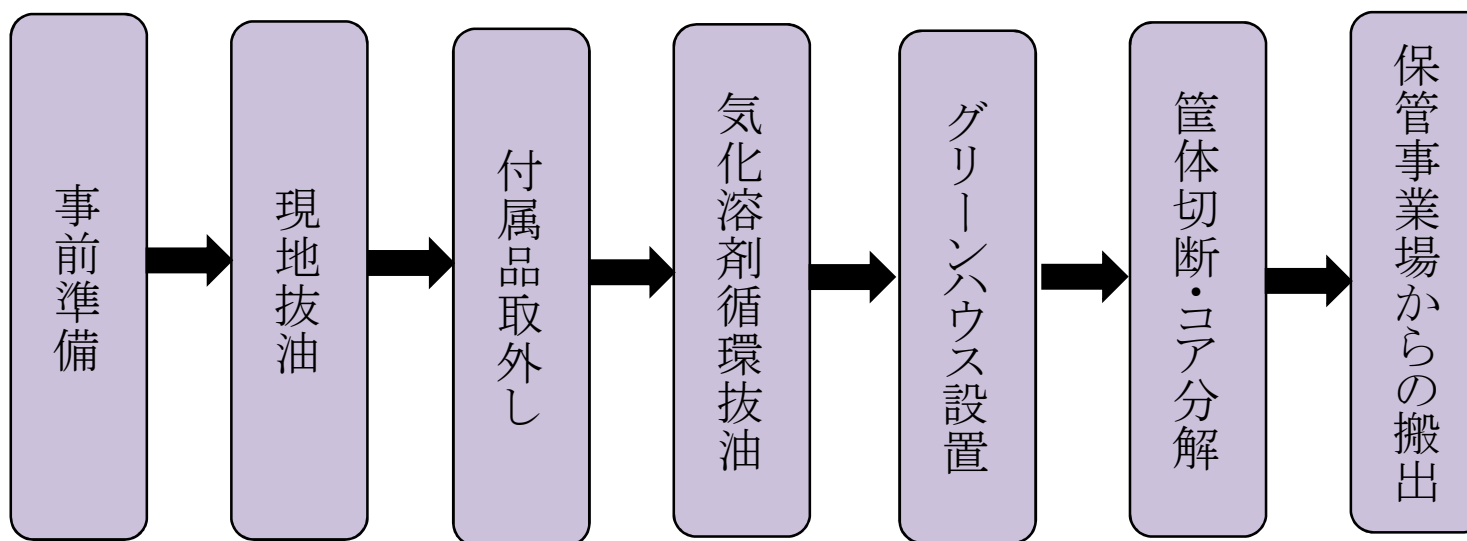 事前準備
現地抜油
付属品取外し
気化溶剤循環抜油
グリーンハウス設置
筐体切断・コア分解
保管事業場からの搬出